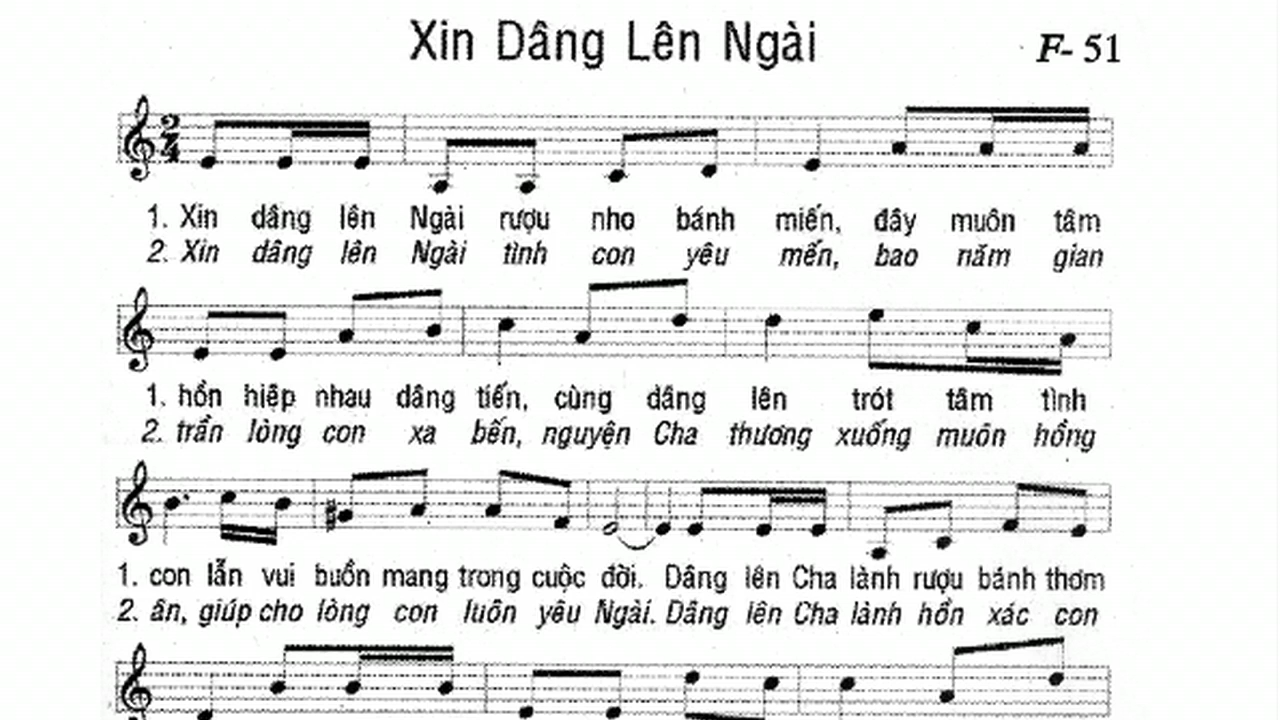 Xin Dâng Lên Ngài
F- 51
2/4
1. Xin dâng lên Ngài rượu nho bánh miến, đây muôn tâm
2. Xin dâng lên Ngài tình con yêu mến, bao năm gian
1. hồn hiệp nhau dâng tiến, cùng dâng lên trót tâm tình
2. trần lòng con xa bến, nguyện Cha thương xuống muôn hồng
1. con lẫn vui buồn mang trong cuộc đời. Dâng lên Cha lành rượu bánh thơm
2. ân, giúp cho lòng con luôn yêu Ngài. Dâng lên Cha lành hồn xác con